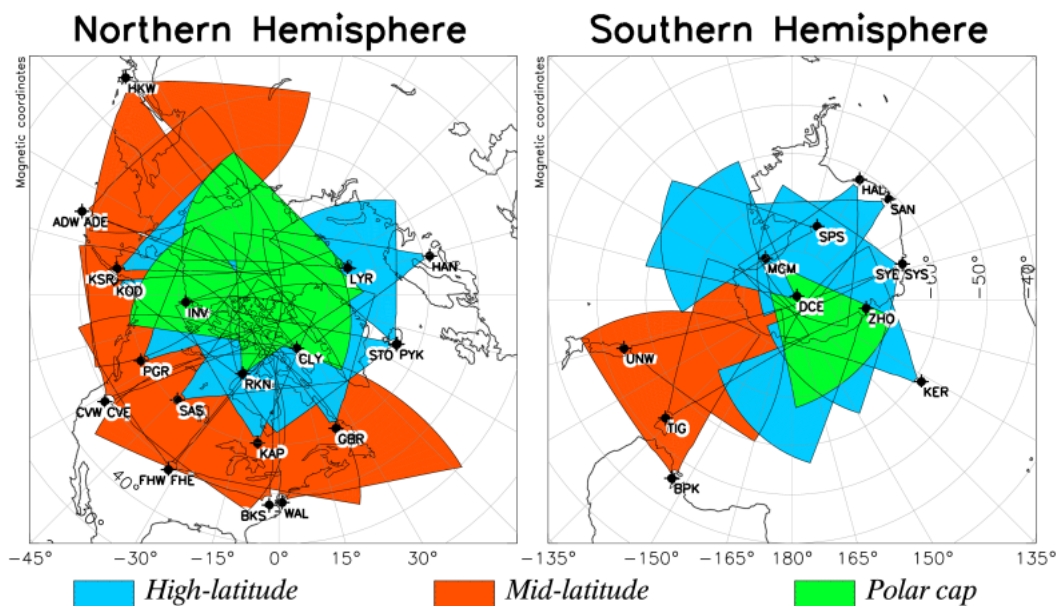 Northern Hemisphere
Southern Hemisphere
Magnetic coordinates
HKW
ADW ADE
KSR
KOD
INV
LYR
HAN
PGR
CLY
STO PYK
RKN
CVW CVE
SAS
KAP
GBR
FHW FHE
BKS
WAL
40°
-45°
-30°
-15°
0°
15°
30°
Magnetic coordinates
HAL
SAN
SPS
MCM
SYE SYS
DCE
ZHO
UNW
KER
TIG
BPK
-50°
-40°
-135°
-150°
180°
165°
150°
135°
High-latitude
Mid-latitude
Polar cap